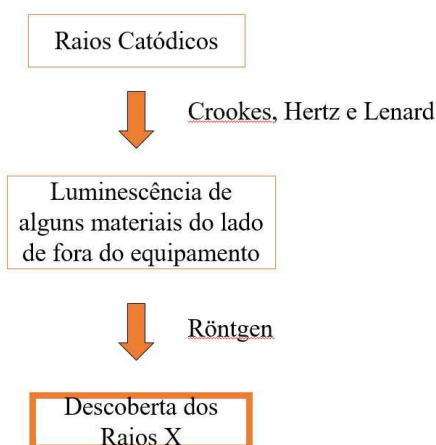 Raios Catódicos
Crookes, Hertz e Lenard
Luminescência de
alguns materiais do lado
de fora do equipamento
Röntgen
Descoberta dos
Raios X